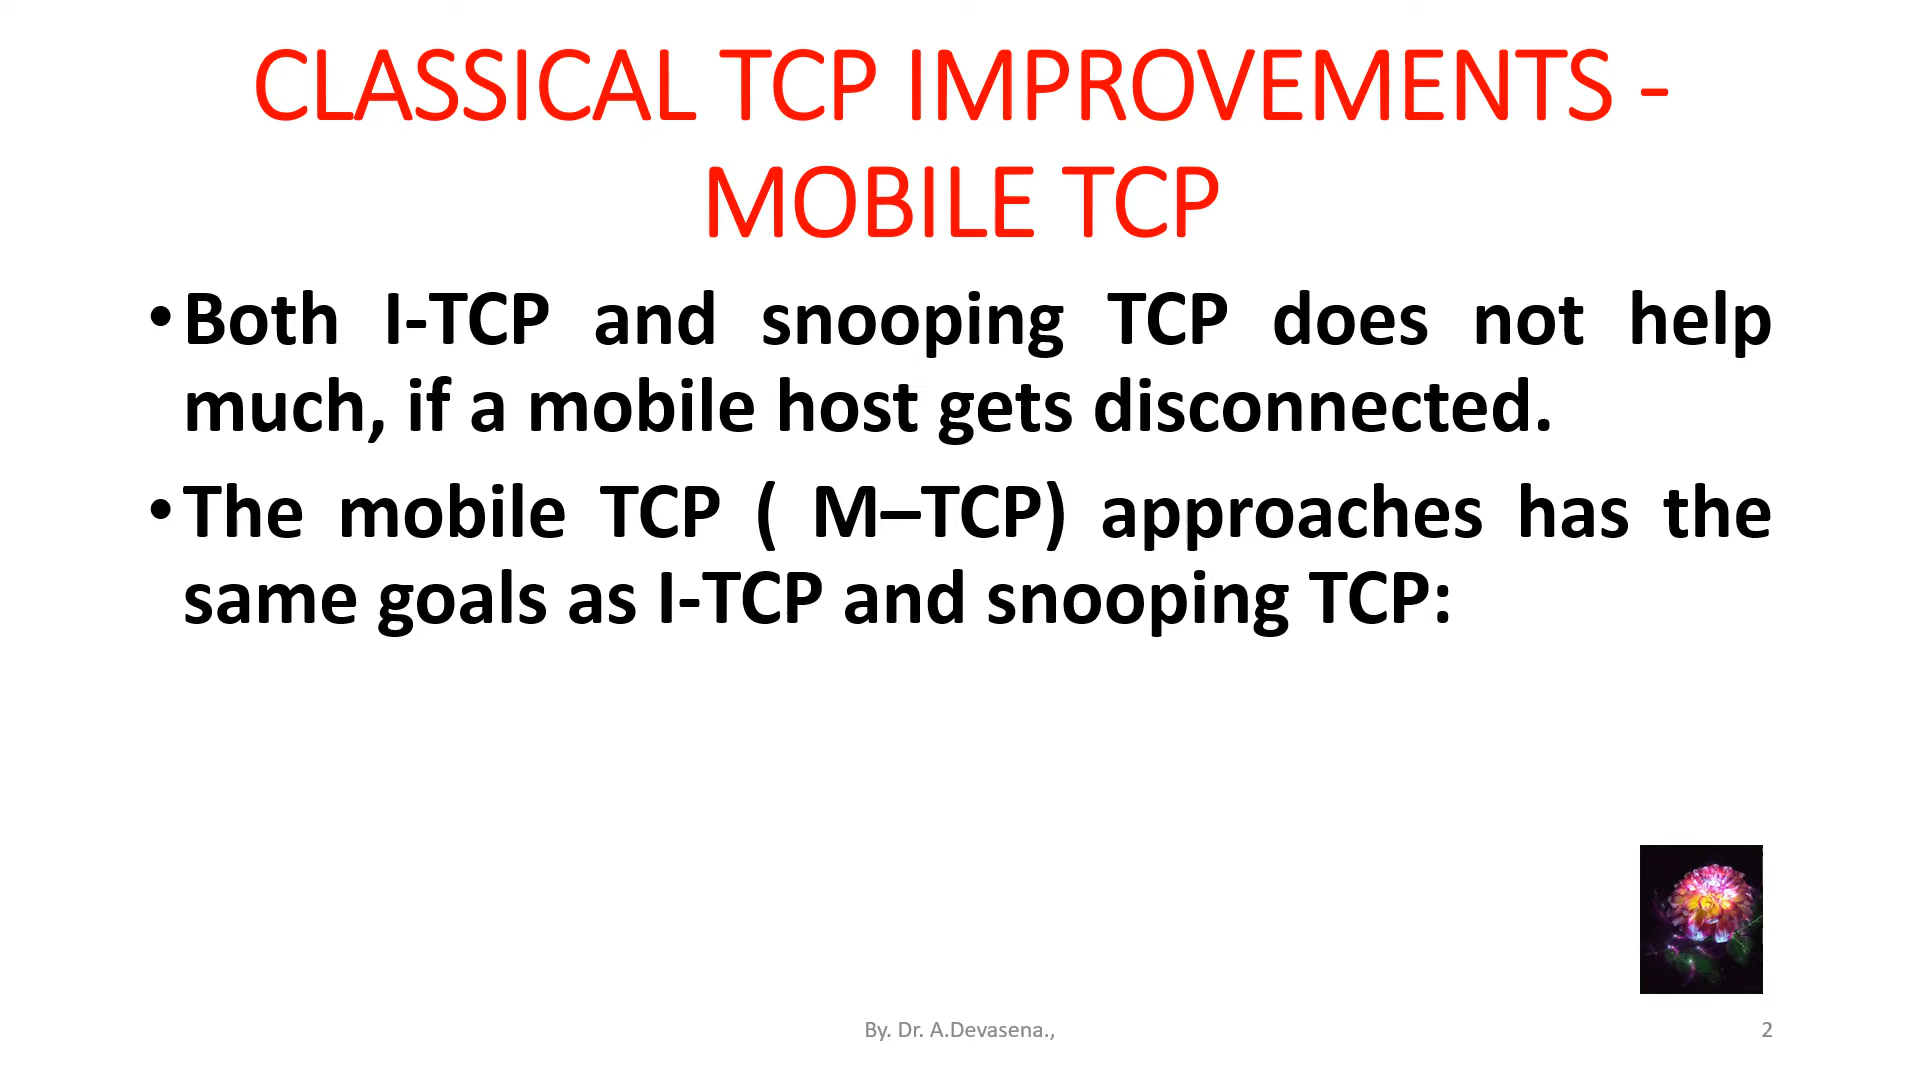 CLASSICAL TCP IMPROVEMENTS -
MOBILE TCP
•Both I-TCP and snooping TCP does not help
much, if a mobile host gets disconnected.
•The mobile TCP ( M–TCP) approaches has the
same goals as I-TCP and snooping TCP:
By. Dr. A.Devasena.,
2